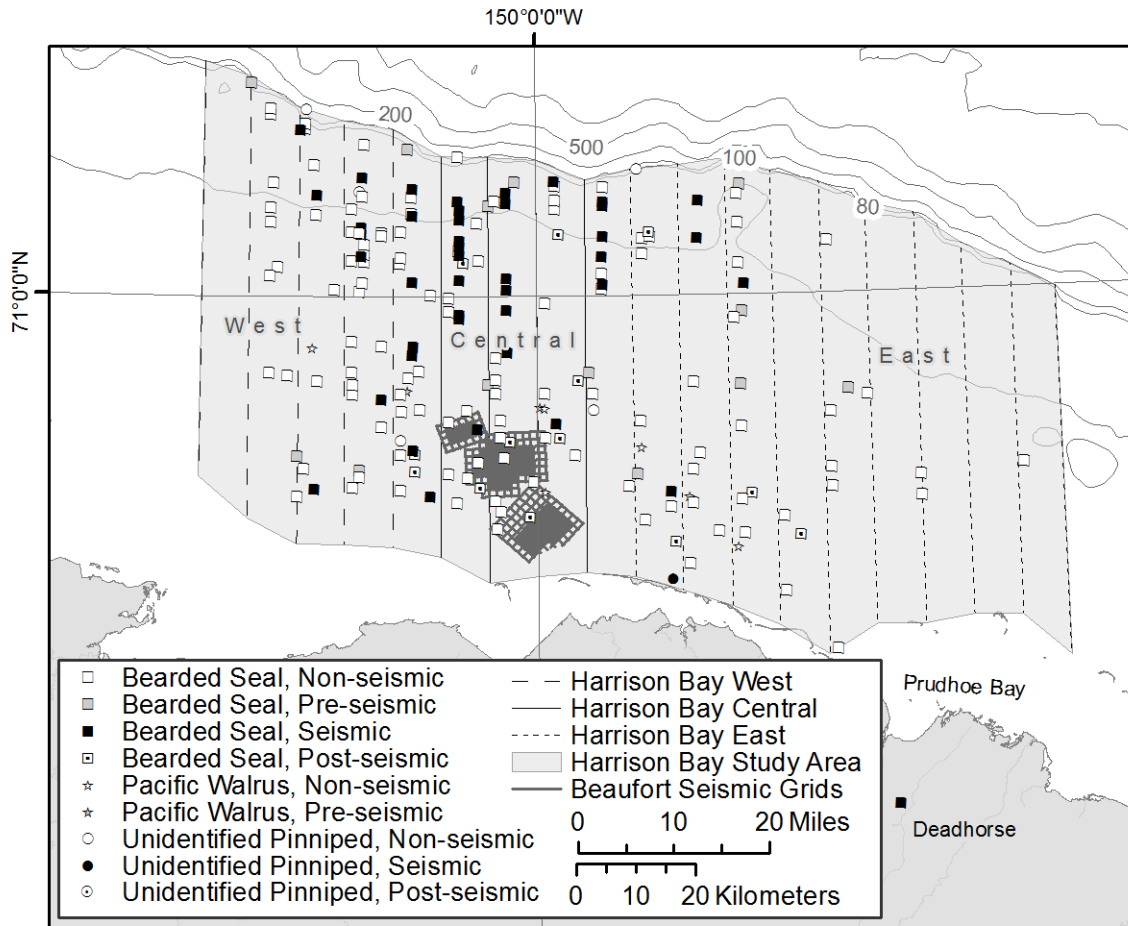 150°0'0"W
200
500
100
80
71°0'0"N
West
Central
East
Prudhoe Bay
Deadhorse
Bearded Seal, Non-seismic
Bearded Seal, Pre-seismic
Bearded Seal, Seismic
Bearded Seal, Post-seismic
Pacific Walrus, Non-seismic
Pacific Walrus, Pre-seismic
Unidentified Pinniped, Non-seismic
Unidentified Pinniped, Seismic
Unidentified Pinniped, Post-seismic
Harrison Bay West
Harrison Bay Central
Harrison Bay East
Harrison Bay Study Area
Beaufort Seismic Grids
0 10 20 Miles
0 10 20 Kilometers